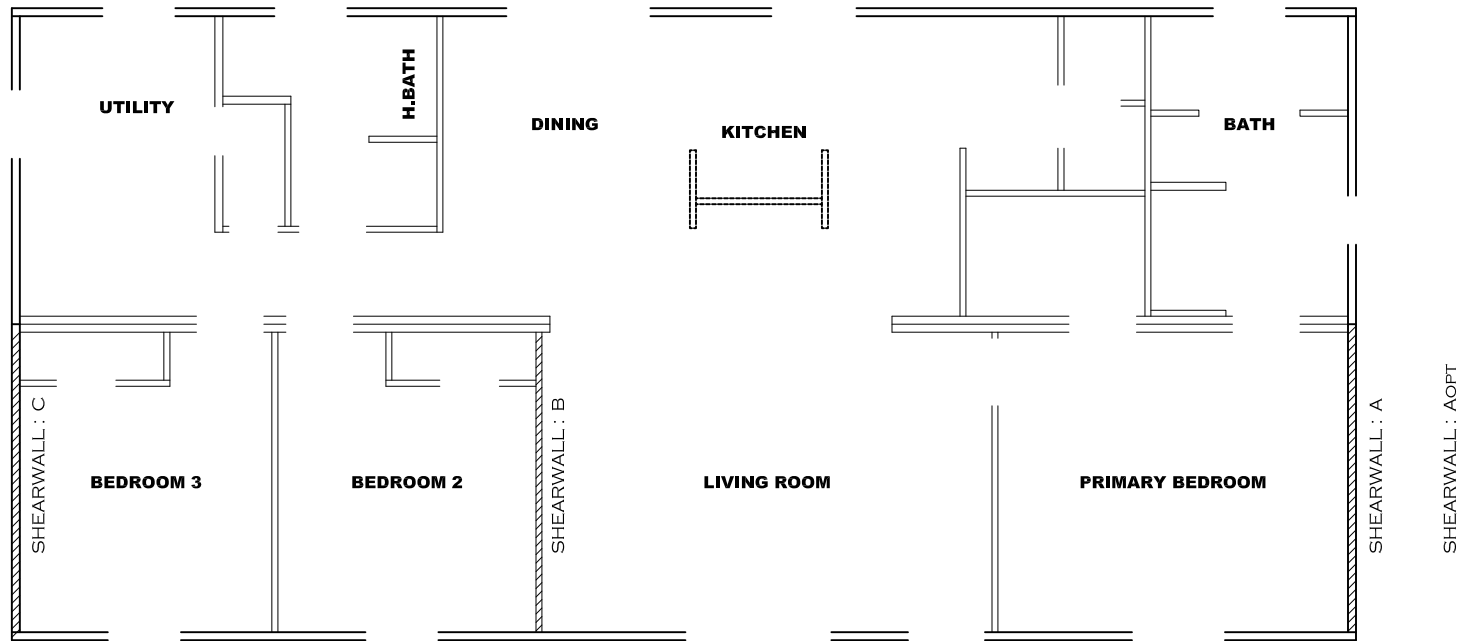 UTILITY
H.BATH
DINING
KITCHEN
BATH
SHEARWALL : C
BEDROOM 3
BEDROOM 2
SHEARWALL : B
LIVING ROOM
PRIMARY BEDROOM
SHEARWALL : A
SHEARWALL : AOPT